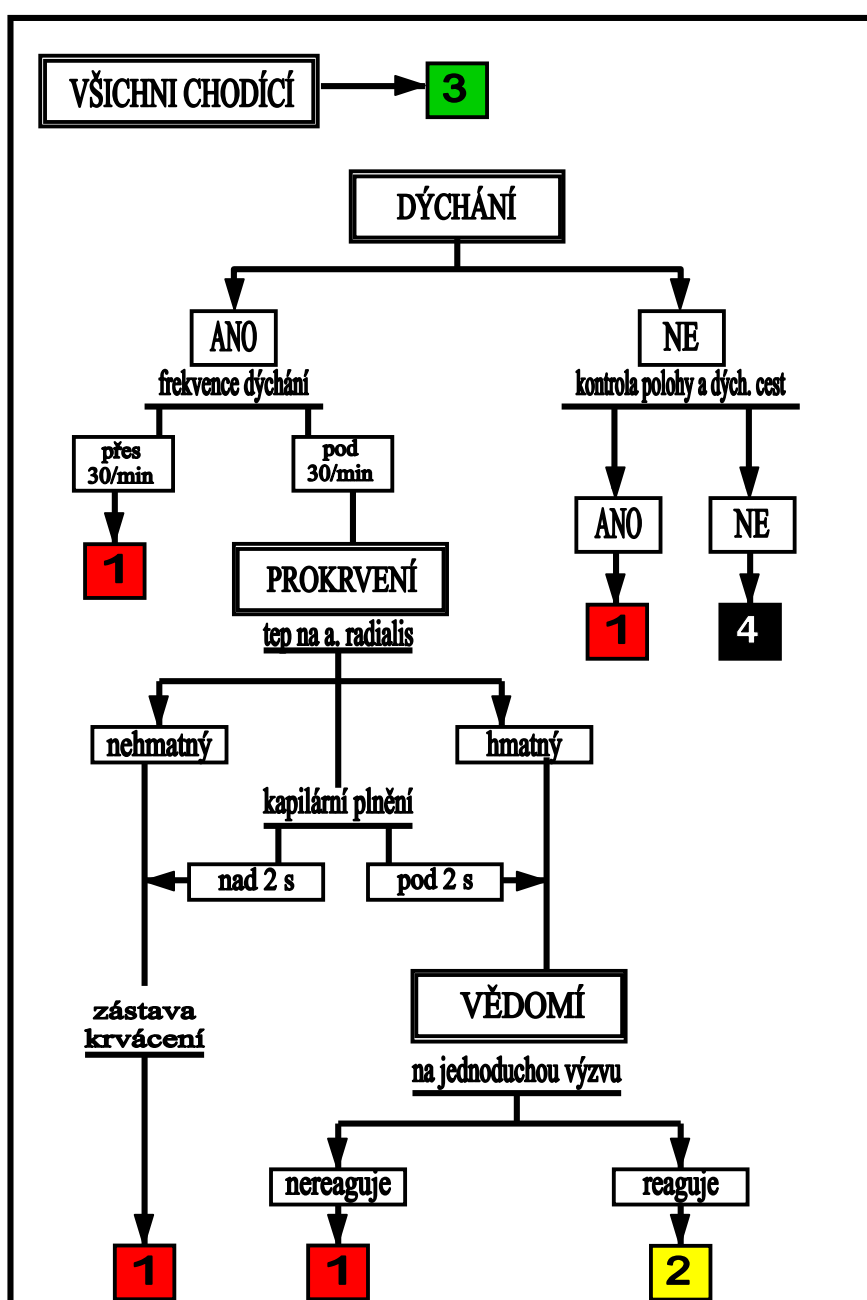 VŠICHNI CHODÍCÍ
3
DÝCHÁNÍ
ANO
NE
frekvence dýchání
kontrola polohy a dých. cest
přes
30/min
pod
30/min
ANO
NE
1
PROKRVENÍ
1
4
tep na a. radialis
nehmatný
hmatný
kapilární plnění
nad 2 s
pod 2 s
zástava
krvácení
VĚDOMÍ
na jednoduchou výzvu
nereaguje
reaguje
1
1
2